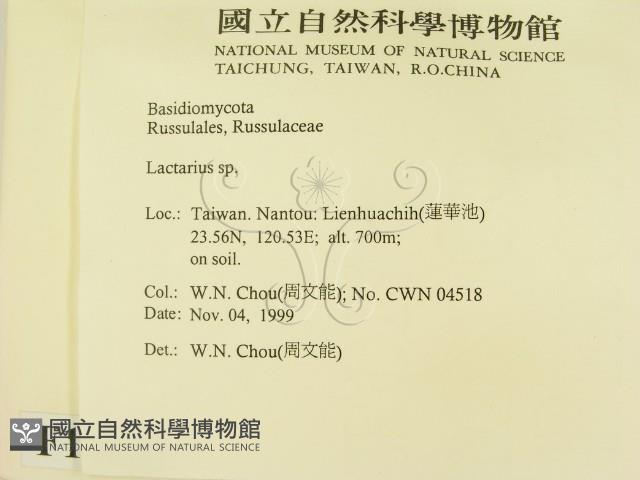 國立自然科學博物館
NATIONAL MUSEUM OF NATURAL SCIENCE
TAICHUNG, TAIWAN, R.O.CHINA
Basidiomycota
Russulales, Russulaceae
Lactarius sp.
Loc.: Taiwan. Nantou: Lienhuachih(蓮華池)
23.56N, 120.53E; alt. 700m;
on soil.
Col.: W.N. Chou(周文能); No. CWN 04518
Date: Nov. 04, 1999
Det.: W.N. Chou(周文能)
F1
國立自然科學博物館
NATIONAL MUSEUM OF NATURAL SCIENCE